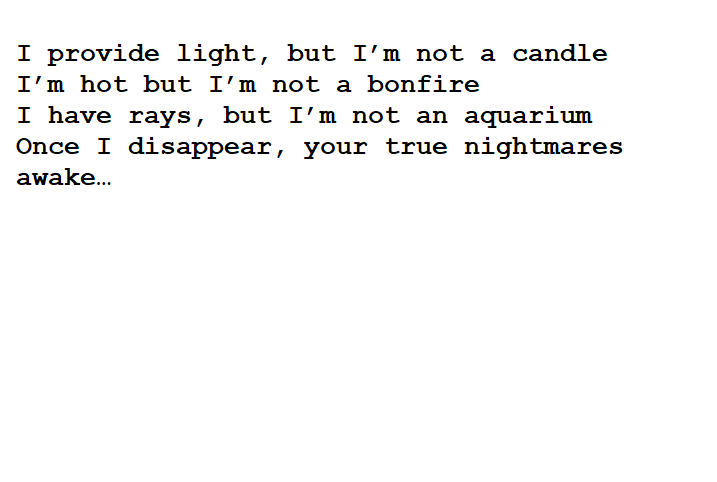 I provide light, but I’m not a candle
I’m hot but I’m not a bonfire
I have rays, but I’m not an aquarium
Once I disappear, your true nightmares
awake…